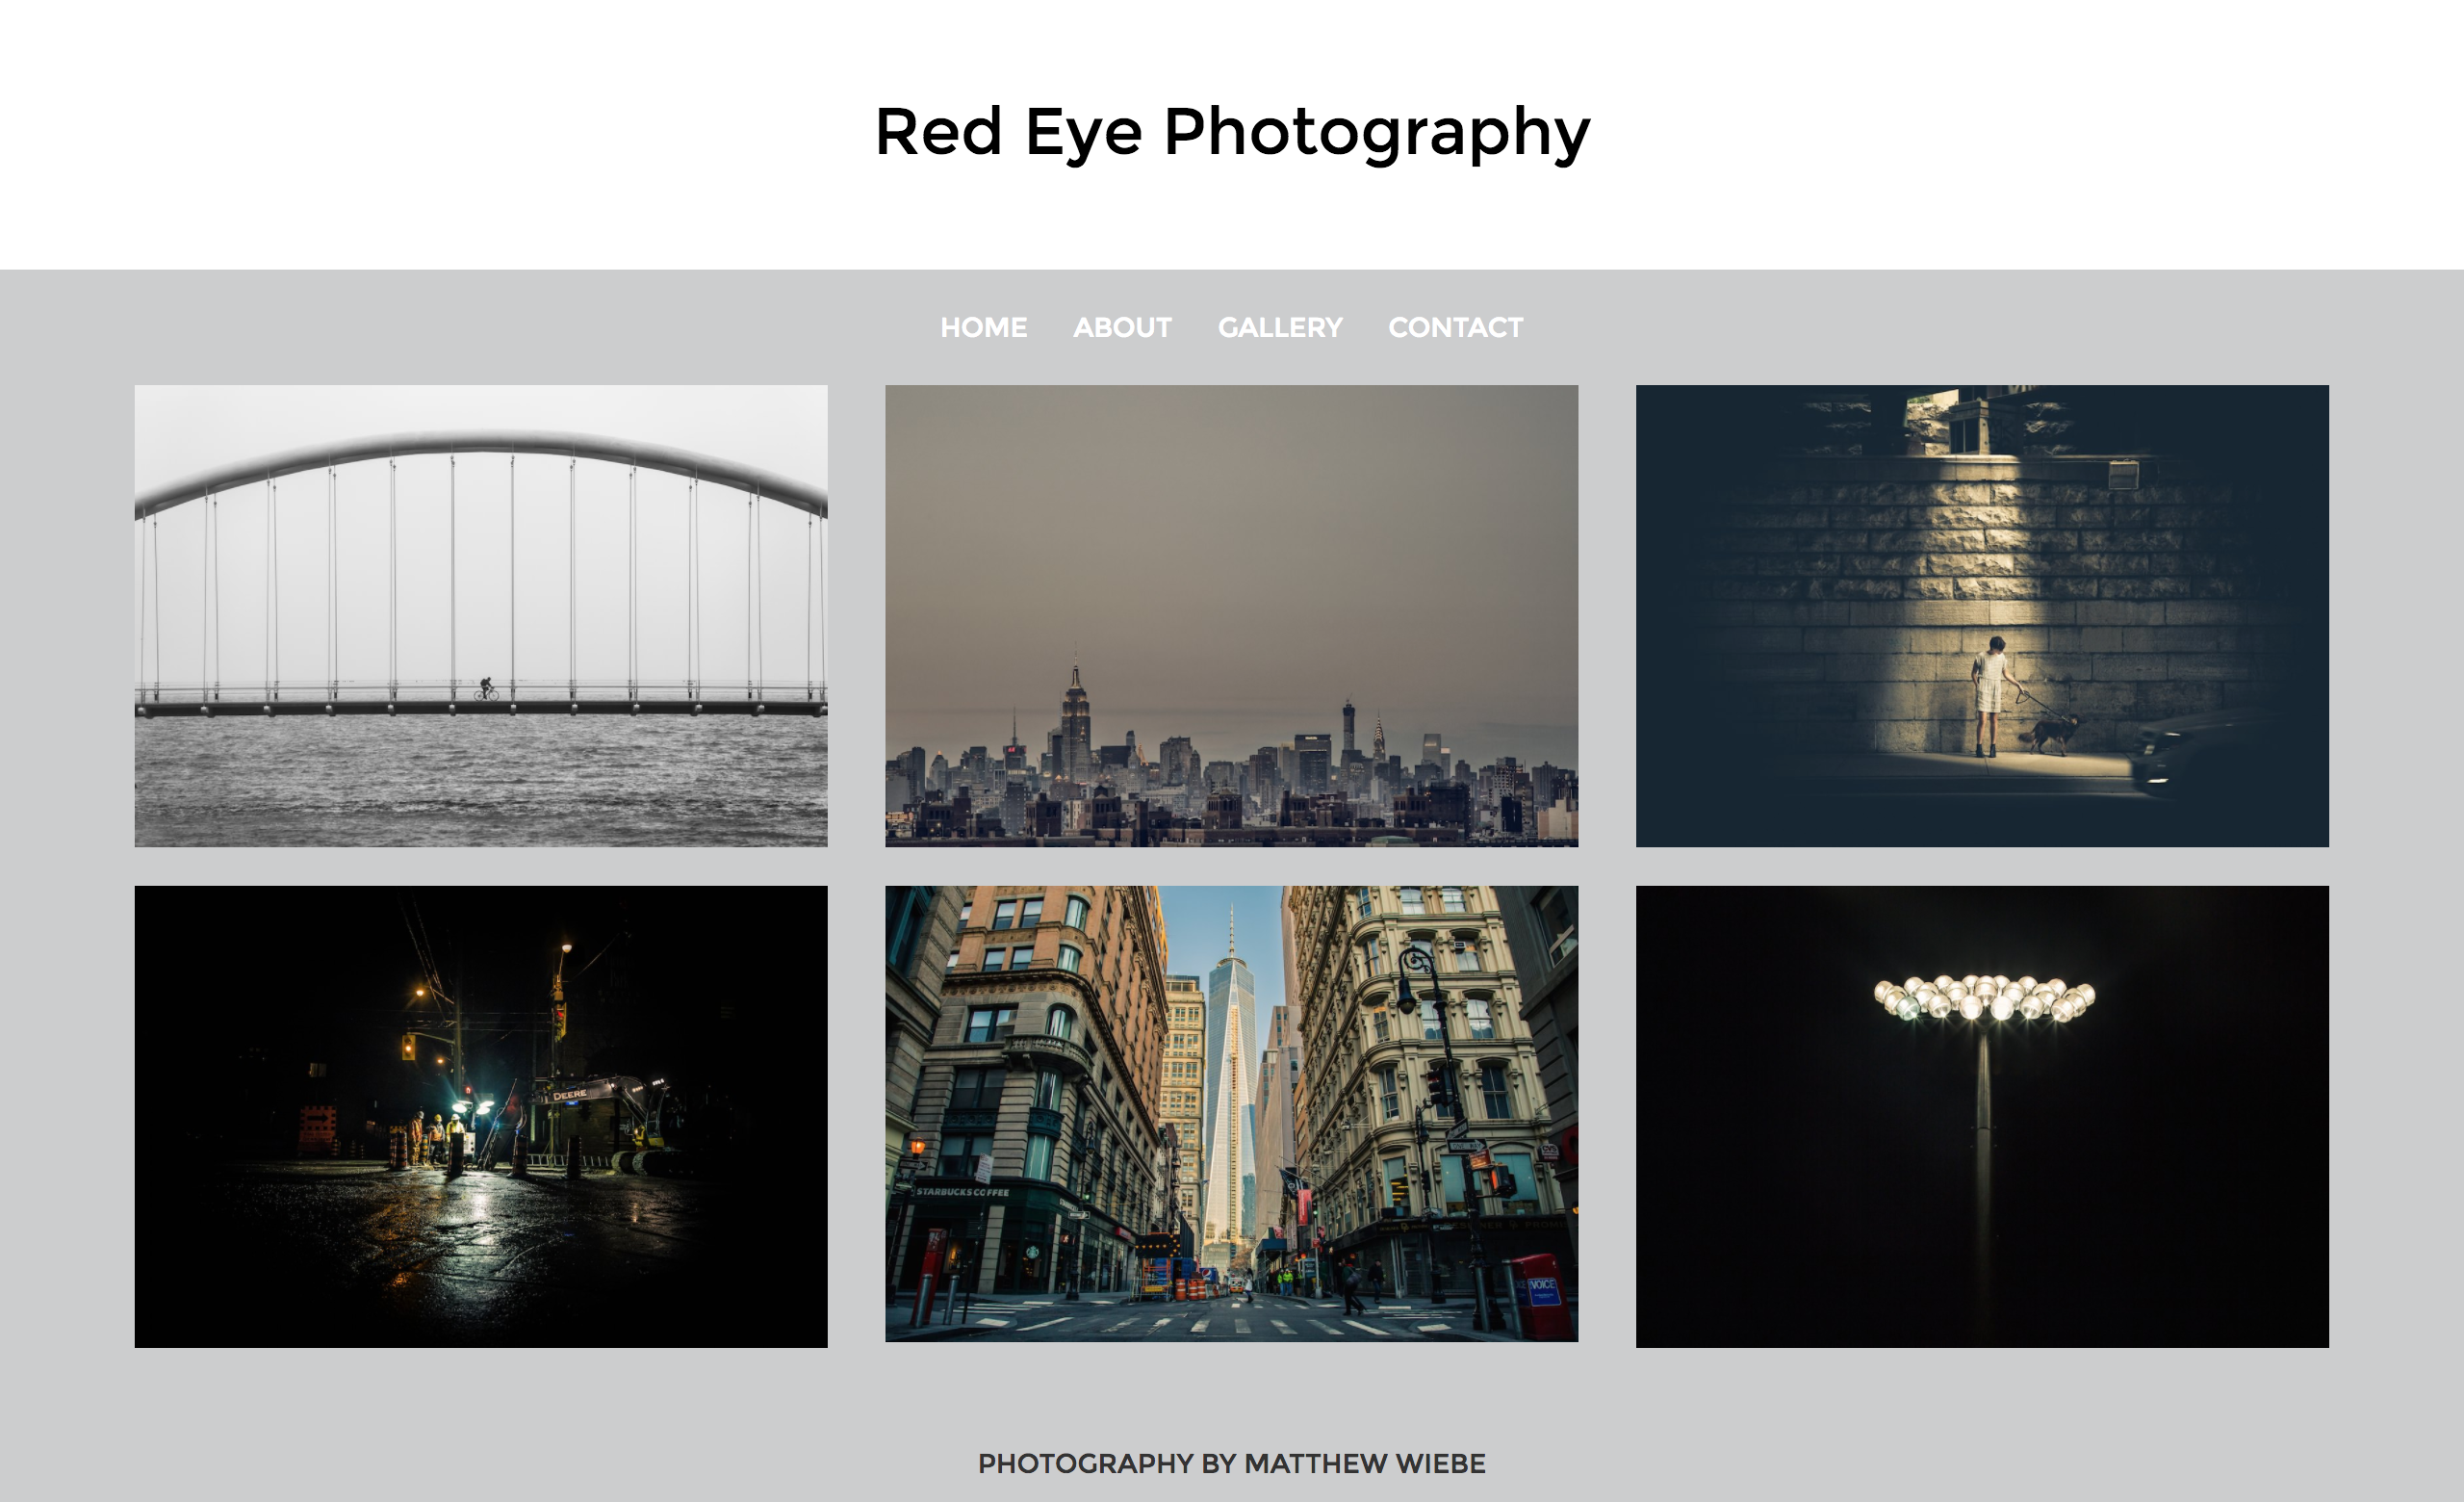 Red Eye Photography
HOME ABOUT GALLERY CONTACT
DEERE
STARBUCKS COFFEE
VOICE
PHOTOGRAPHY BY MATTHEW WIEBE